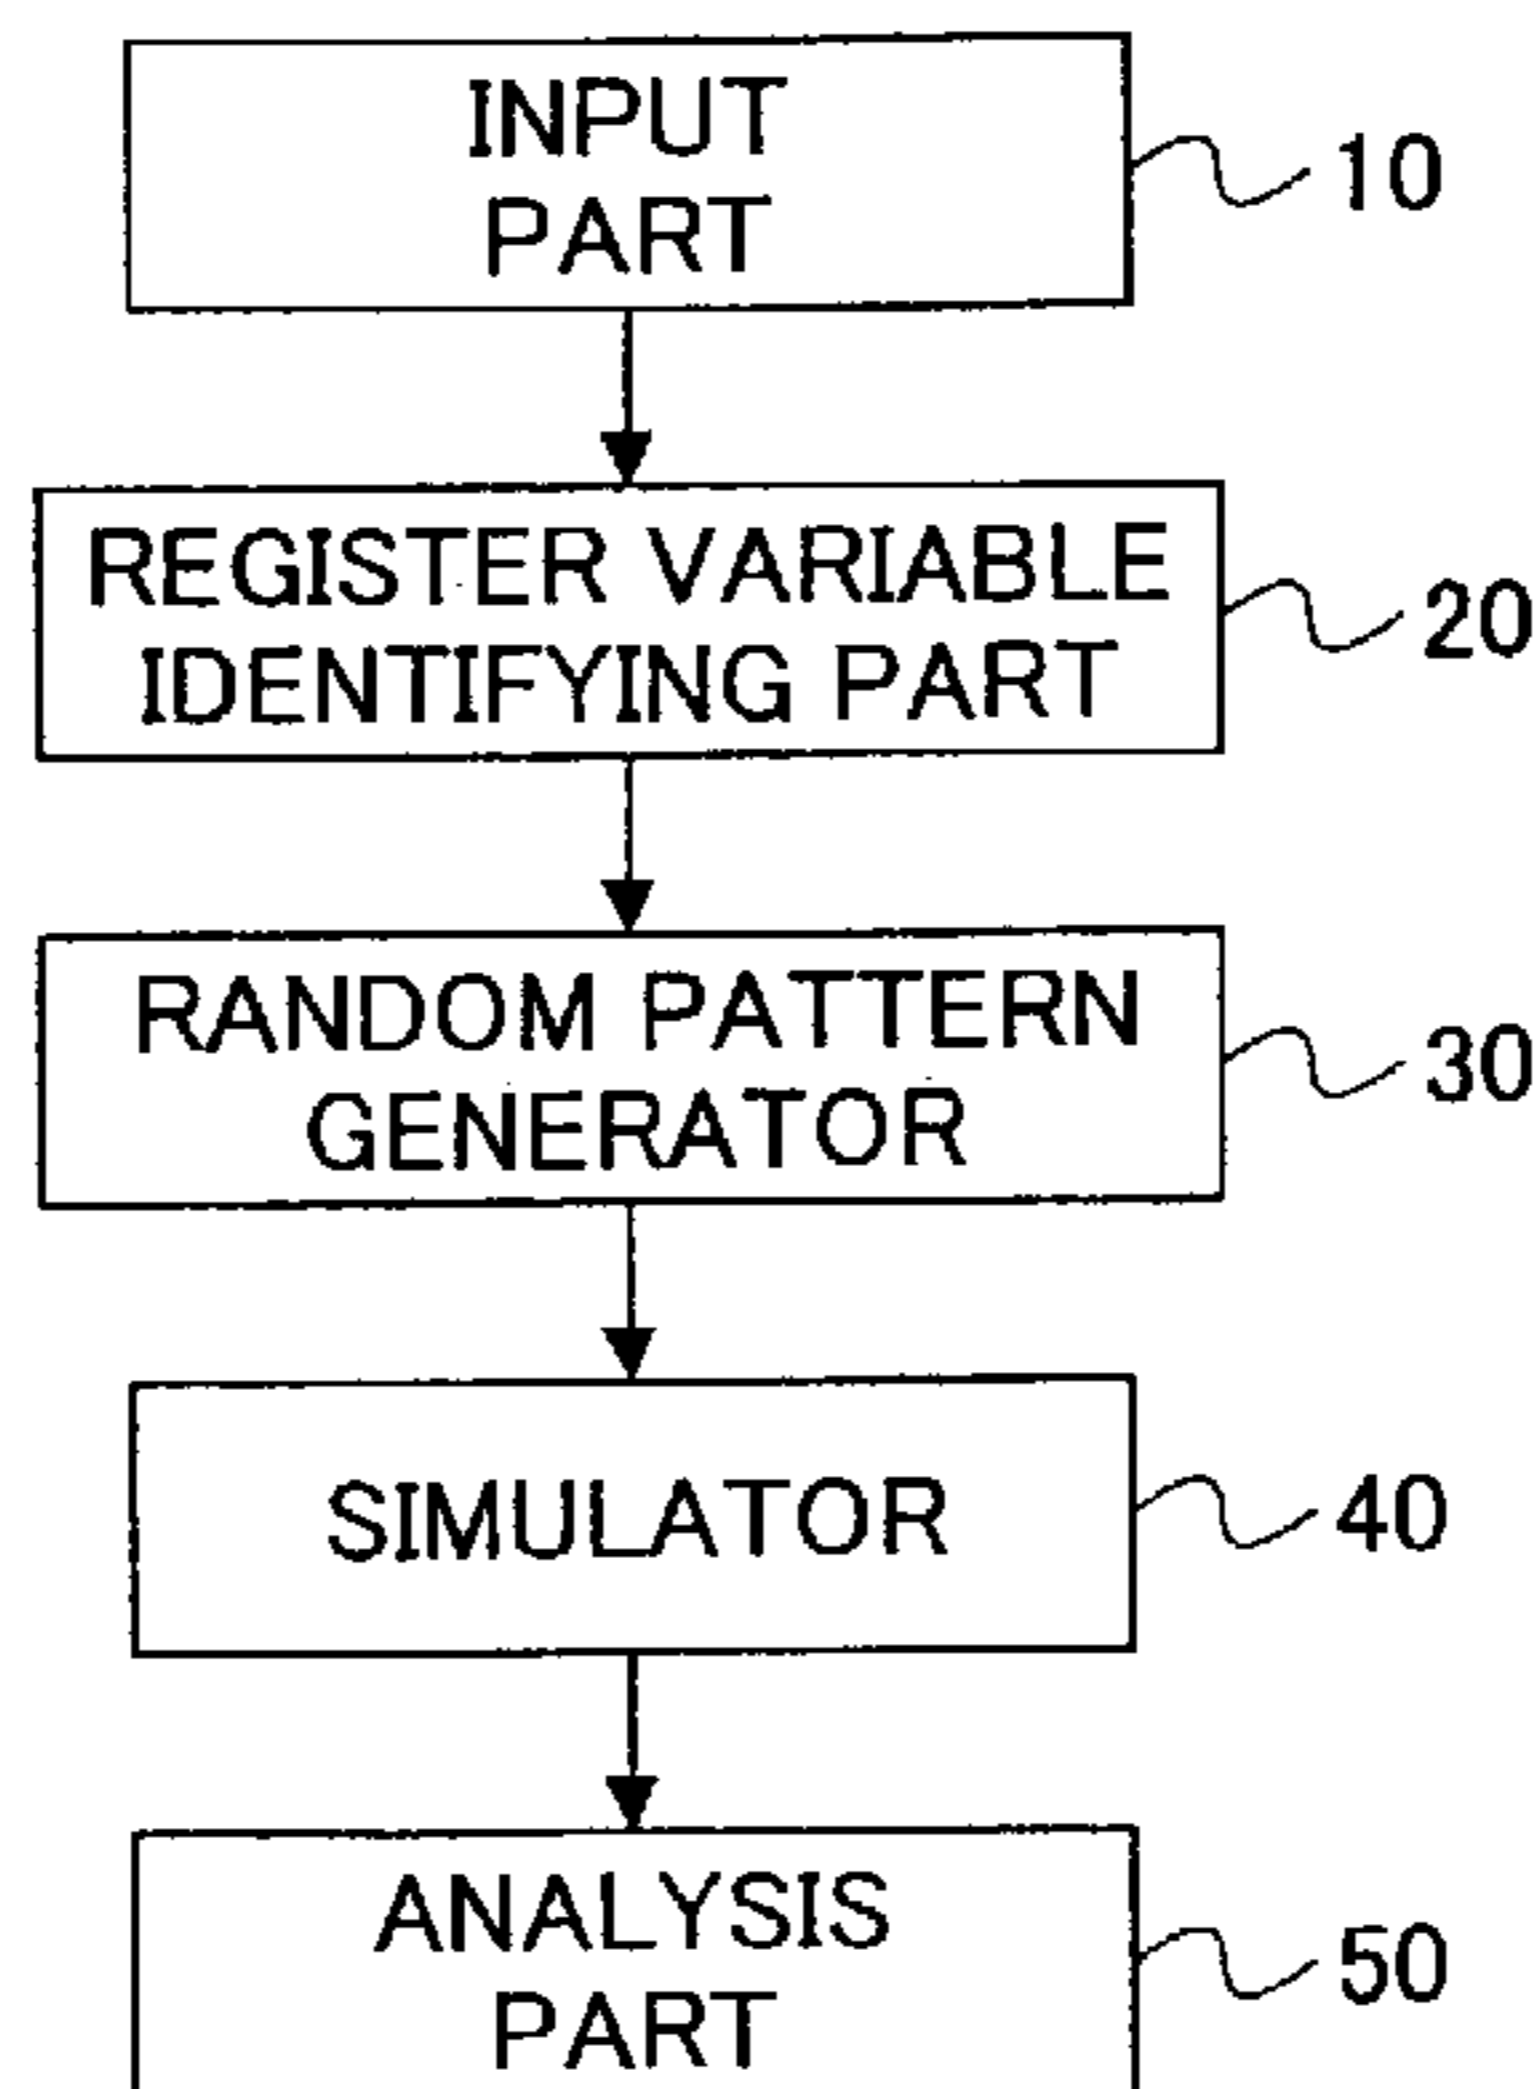 INPUT
PART
10
REGISTER VARIABLE
IDENTIFYING PART
20
RANDOM PATTERN
GENERATOR
30
SIMULATOR
40
ANALYSIS
PART
50